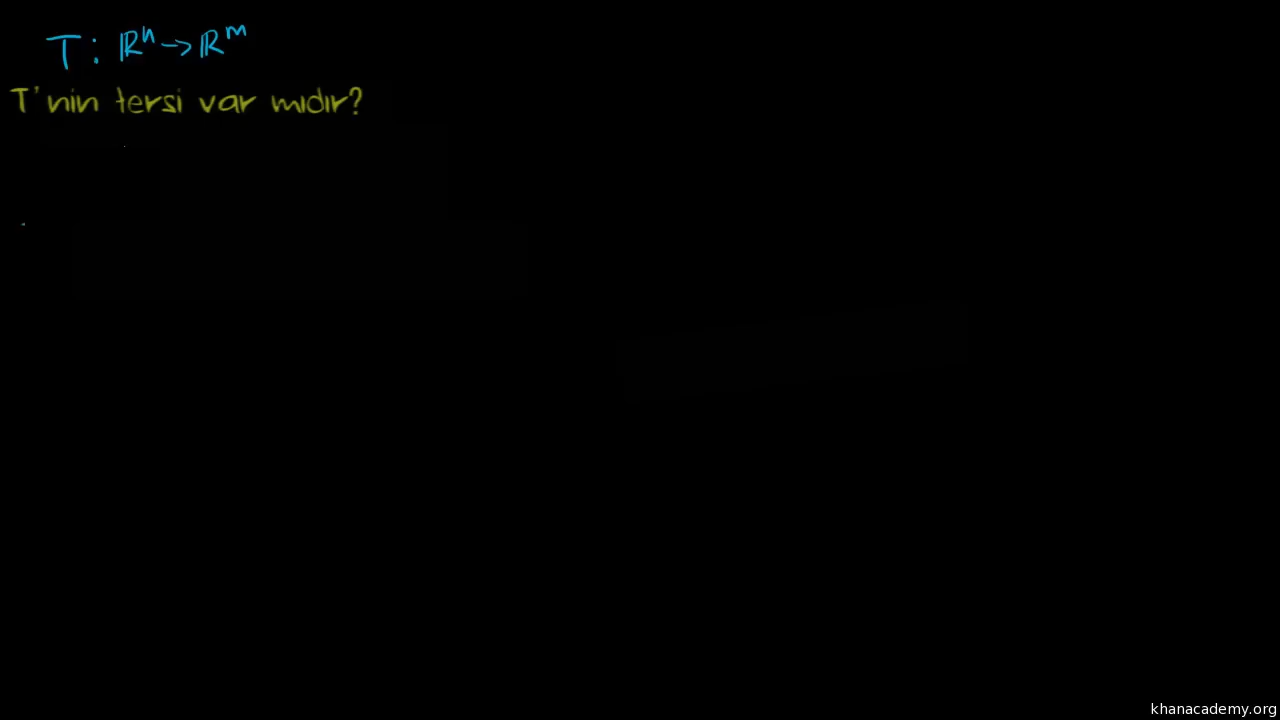 T : ℝⁿ → ℝᵐ
T'nin tersi var mıdır?
khanacademy.org